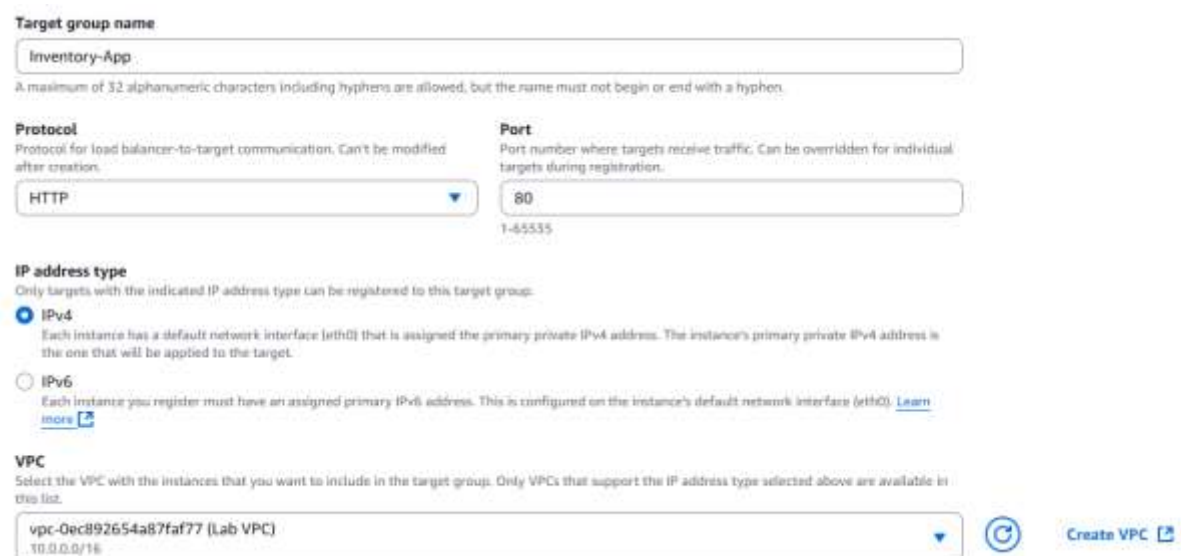 Target group name
Inventory-App
A maximum of 32 alphanumeric characters including hyphens are allowed, but the name must not begin or end with a hyphen.
Protocol
Protocol for load balancer-to-target communication. Can't be modified
after creation.
HTTP
Port
Port number where targets receive traffic. Can be overridden for individual
targets during registration.
80
1-65535
IP address type
Only targets with the indicated IP address type can be registered to this target group.
IPv4
Each instance has a default network interface (eth0) that is assigned the primary private IPv4 address. The instance's primary private IPv4 address is
the one that will be applied to the target.
IPv6
Each instance you register must have an assigned primary IPv6 address. This is configured on the instance's default network interface (eth0). Learn
more
VPC
Select the VPC with the instances that you want to include in the target group. Only VPCs that support the IP address type selected above are available in
this list.
vpc-0ec892654a87faf77 (Lab VPC)
10.0.0.0/16
Create VPC